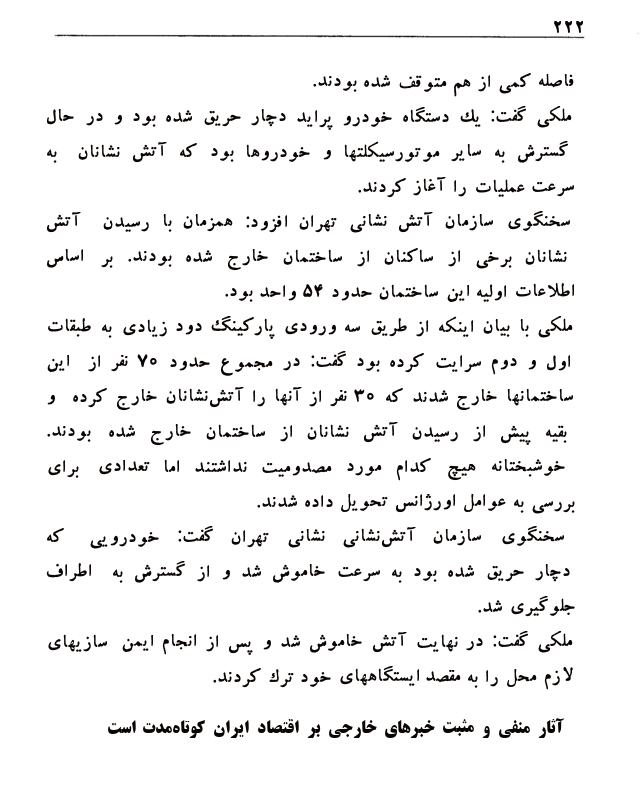 ۲۲۲
فاصله کمی از هم متوقف شده بودند.
ملکی گفت: یك دستگاه خودرو پراید دچار حریق شده بود و در حال
گسترش به سایر موتورسیکلتها و خودروها بود که آتش نشانان به
سرعت عملیات را آغاز کردند.
سخنگوی سازمان آتش نشانی تهران افزود: همزمان با رسیدن آتش
نشانان برخی از ساکنان از ساختمان خارج شده بودند. بر اساس
اطلاعات اولیه این ساختمان حدود ۵۴ واحد بود.
ملکی با بیان اینکه از طریق سه ورودی پارکینگ دود زیادی به طبقات
اول و دوم سرایت کرده بود گفت: در مجموع حدود ۷۰ نفر از این
ساختمانها خارج شدند که ۳۰ نفر از آنها را آتش‌نشانان خارج کرده و
بقیه پیش از رسیدن آتش نشانان از ساختمان خارج شده بودند.
خوشبختانه هیچ کدام مورد مصدومیت نداشتند اما تعدادی برای
بررسی به عوامل اورژانس تحویل داده شدند.
سخنگوی سازمان آتش‌نشانی نشانی تهران گفت: خودرویی که
دچار حریق شده بود به سرعت خاموش شد و از گسترش به اطراف
جلوگیری شد.
ملکی گفت: در نهایت آتش خاموش شد و پس از انجام ایمن سازیهای
لازم محل را به مقصد ایستگاههای خود ترك کردند.
آثار منفی و مثبت خبرهای خارجی بر اقتصاد ایران کوتاه‌مدت است